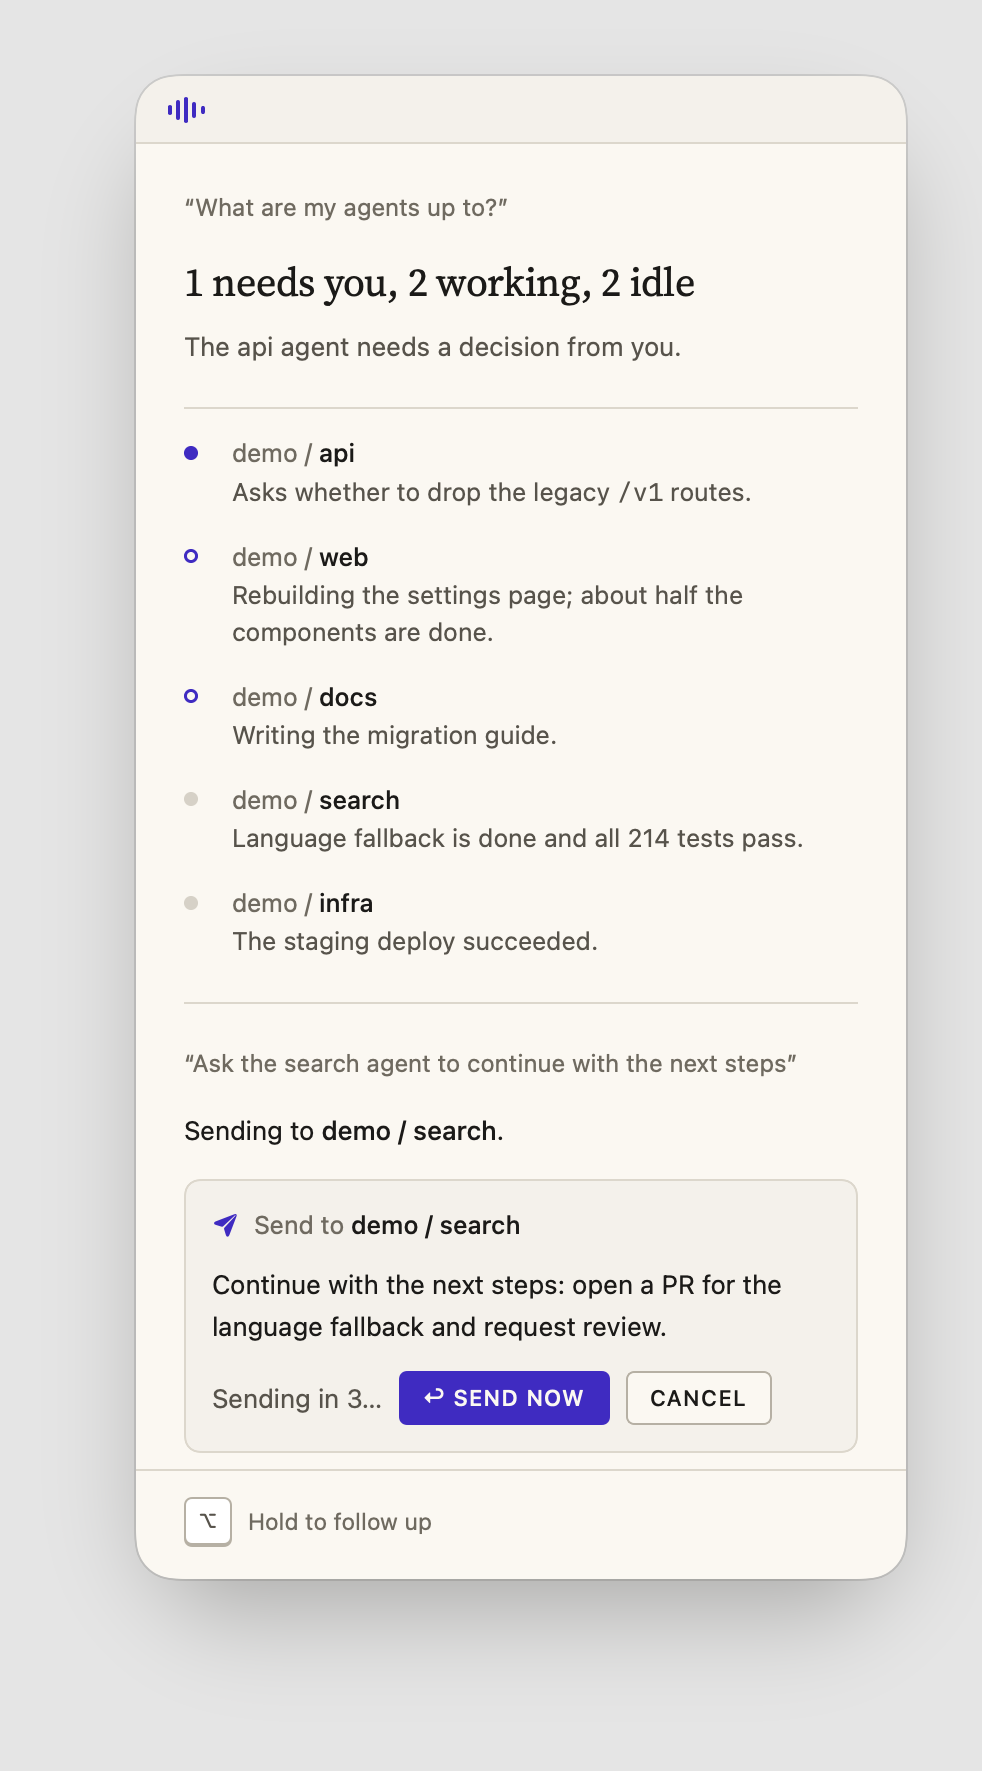 “What are my agents up to?”
1 needs you, 2 working, 2 idle
The api agent needs a decision from you.
demo / api
Asks whether to drop the legacy /v1 routes.
demo / web
Rebuilding the settings page; about half the
components are done.
demo / docs
Writing the migration guide.
demo / search
Language fallback is done and all 214 tests pass.
demo / infra
The staging deploy succeeded.
“Ask the search agent to continue with the next steps”
Sending to demo / search.
Send to demo / search
Continue with the next steps: open a PR for the
language fallback and request review.
Sending in 3... ↩ SEND NOW CANCEL
⌥ Hold to follow up